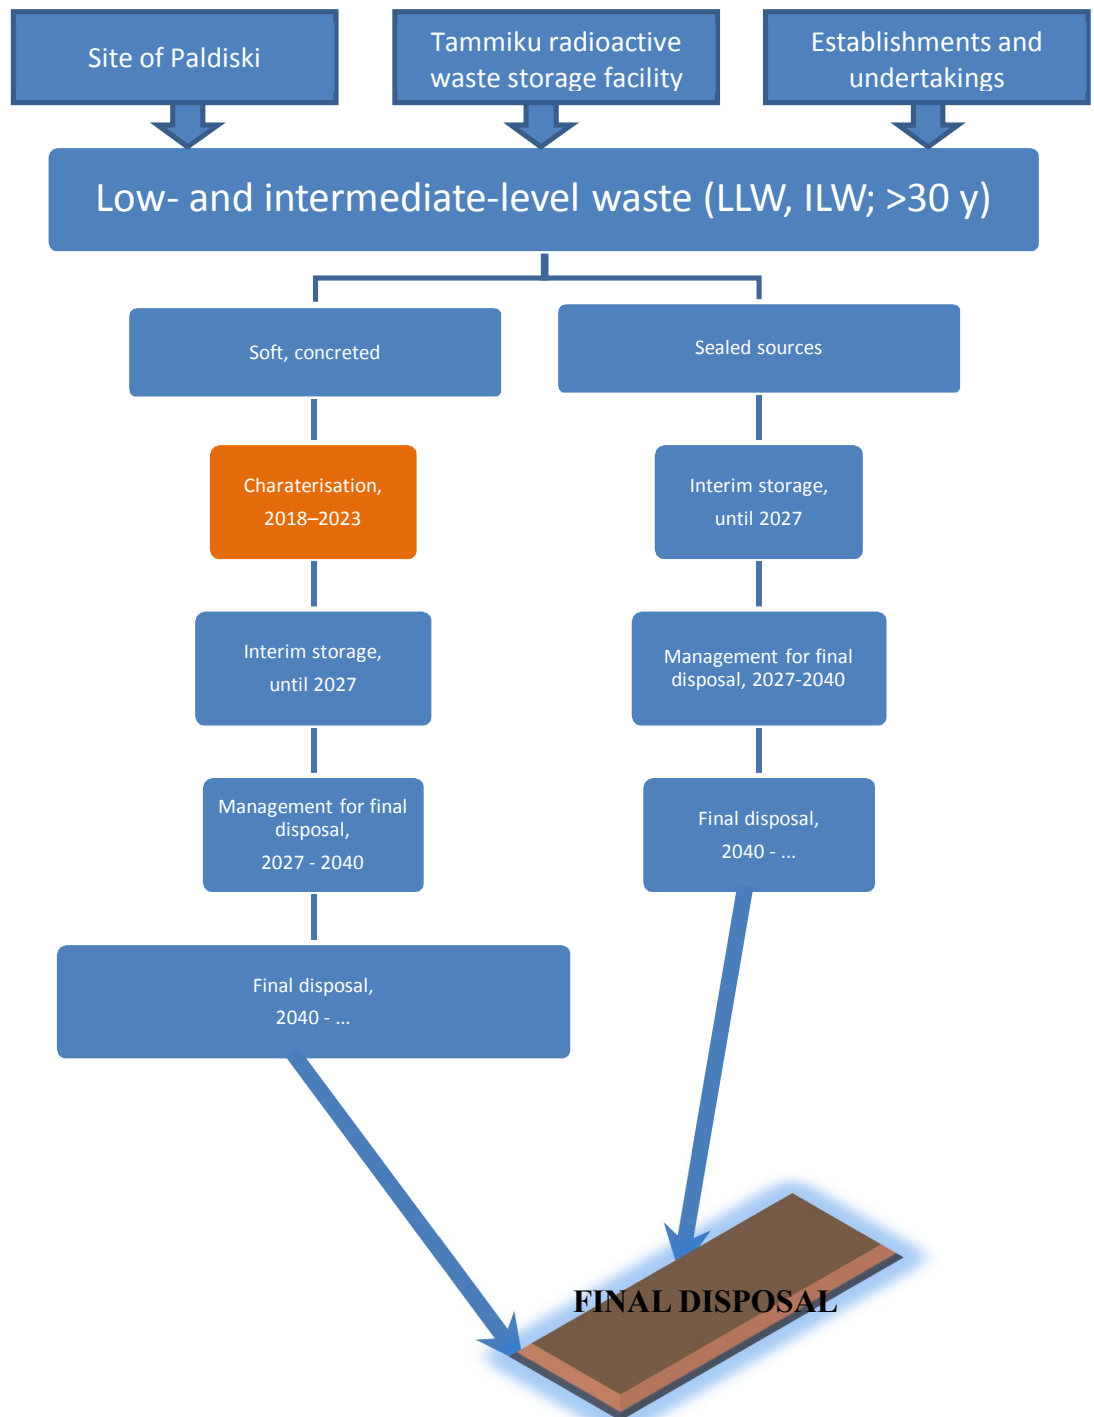 Site of Paldiski
Tammiku radioactive
waste storage facility
Establishments and
undertakings
Low- and intermediate-level waste (LLW, ILW; >30 y)
Soft, concreted
Sealed sources
Charaterisation,
2018–2023
Interim storage,
until 2027
Interim storage,
until 2027
Management for final
disposal, 2027-2040
Management for final
disposal,
2027 - 2040
Final disposal,
2040 - ...
Final disposal,
2040 - ...
FINAL DISPOSAL